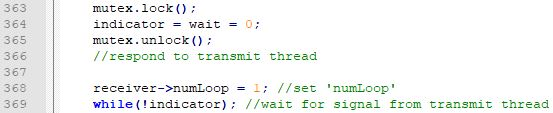 363 mutex.lock();
364 indicator = wait = 0;
365 mutex.unlock();
366 //respond to transmit thread
367
368 receiver->numLoop = 1; //set 'numLoop'
369 while(!indicator); //wait for signal from transmit thread